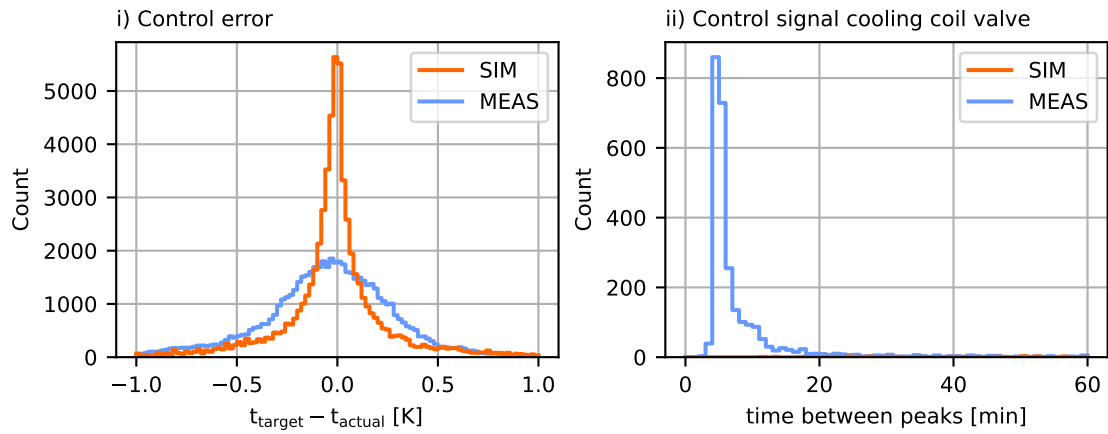 i) Control error
ii) Control signal cooling coil valve
5000
4000
3000
2000
1000
0
Count
SIM
MEAS
−1.0
−0.5
0.0
0.5
1.0
t_target − t_actual [K]
800
600
400
200
0
Count
SIM
MEAS
0
20
40
60
time between peaks [min]